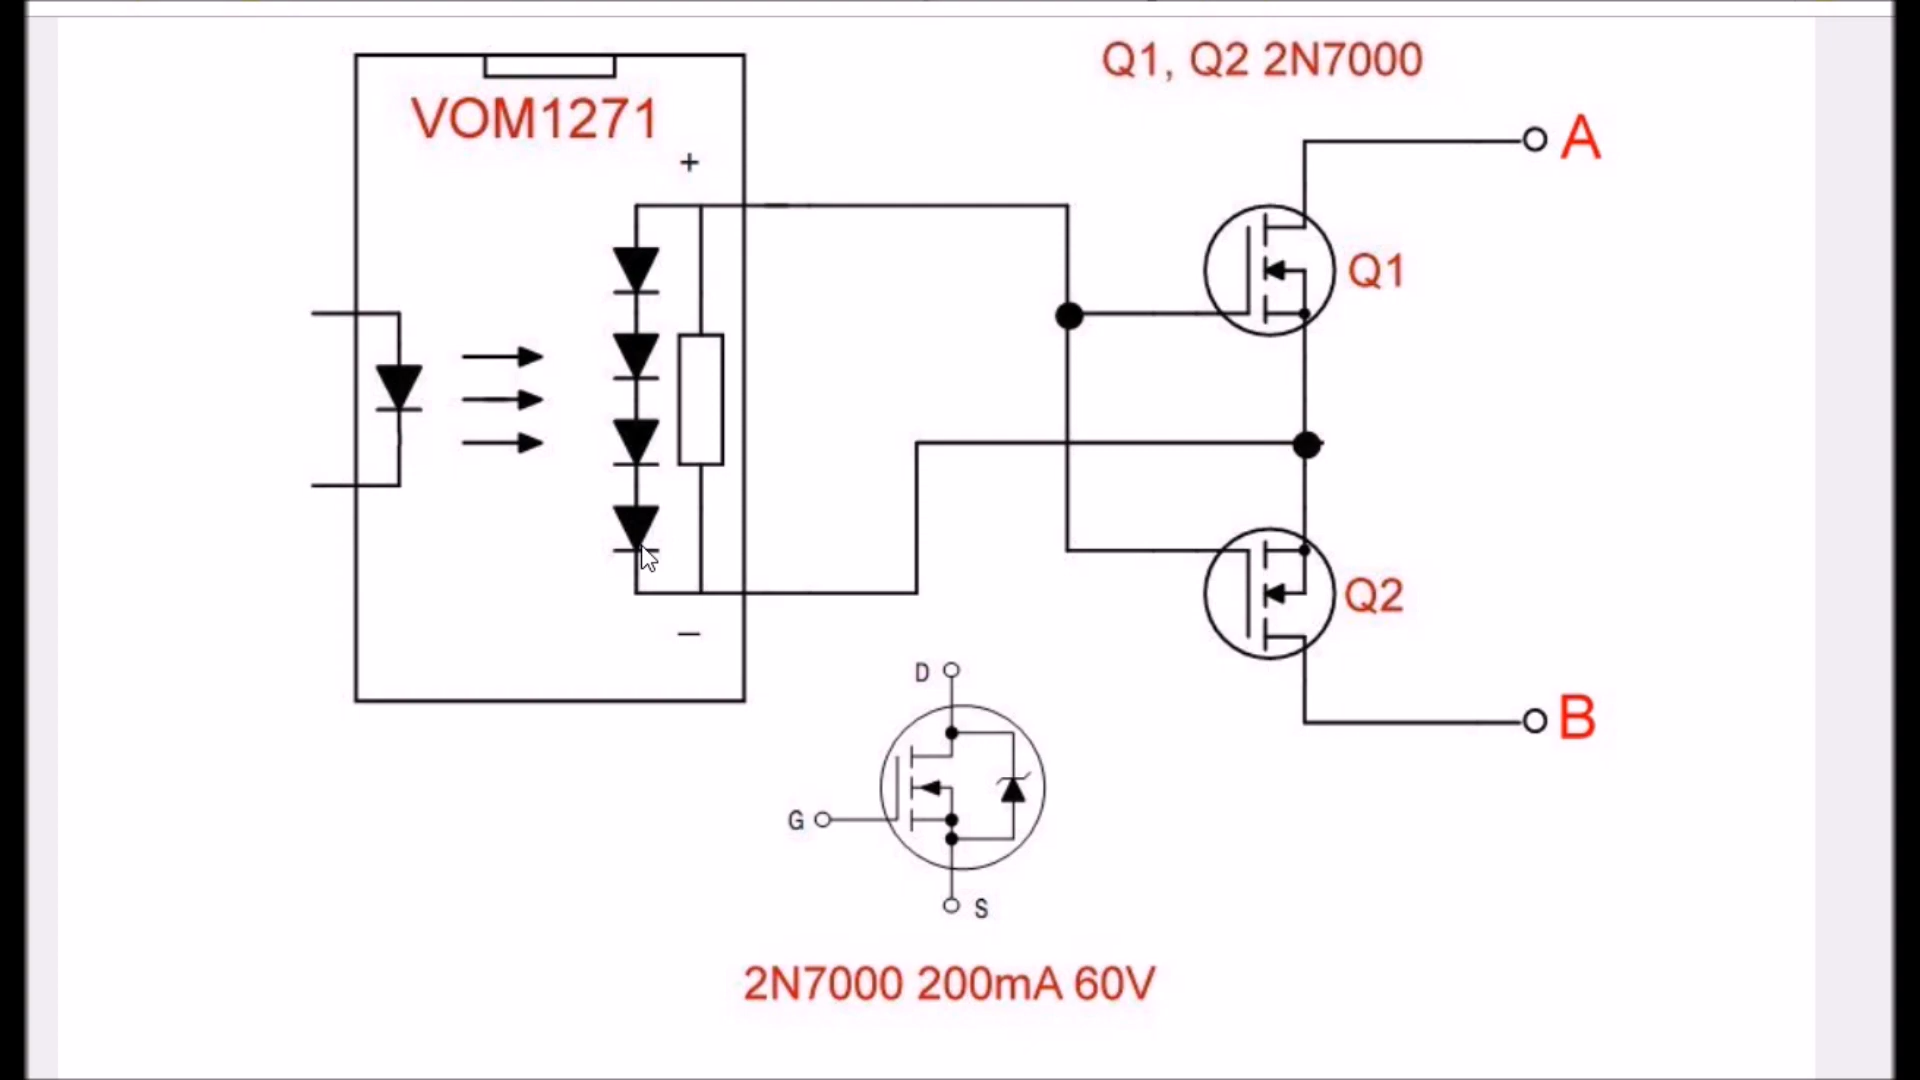 Q1, Q2 2N7000
VOM1271
+
A
Q1
Q2
–
D
B
G
S
2N7000 200mA 60V